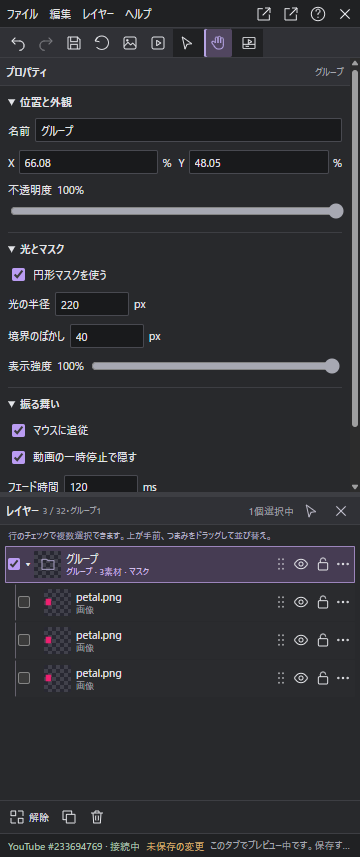 ファイル 編集 レイヤー ヘルプ
プロパティ グループ
▼ 位置と外観
名前 グループ
X 66.08 % Y 48.05 %
不透明度 100%
▼ 光とマスク
円形マスクを使う
光の半径 220 px
境界のぼかし 40 px
表示強度 100%
▼ 振る舞い
マウスに追従
動画の一時停止で隠す
フェード時間 120 ms
レイヤー 3 / 32・グループ1 1個選択中
行のチェックで複数選択できます。上が手前、つまみをドラッグして並び替え。
グループ
グループ · 3素材 · マスク
petal.png
画像
petal.png
画像
petal.png
画像
解除
YouTube #233694769 · 接続中 未保存の変更 このタブでプレビュー中です。保存す...